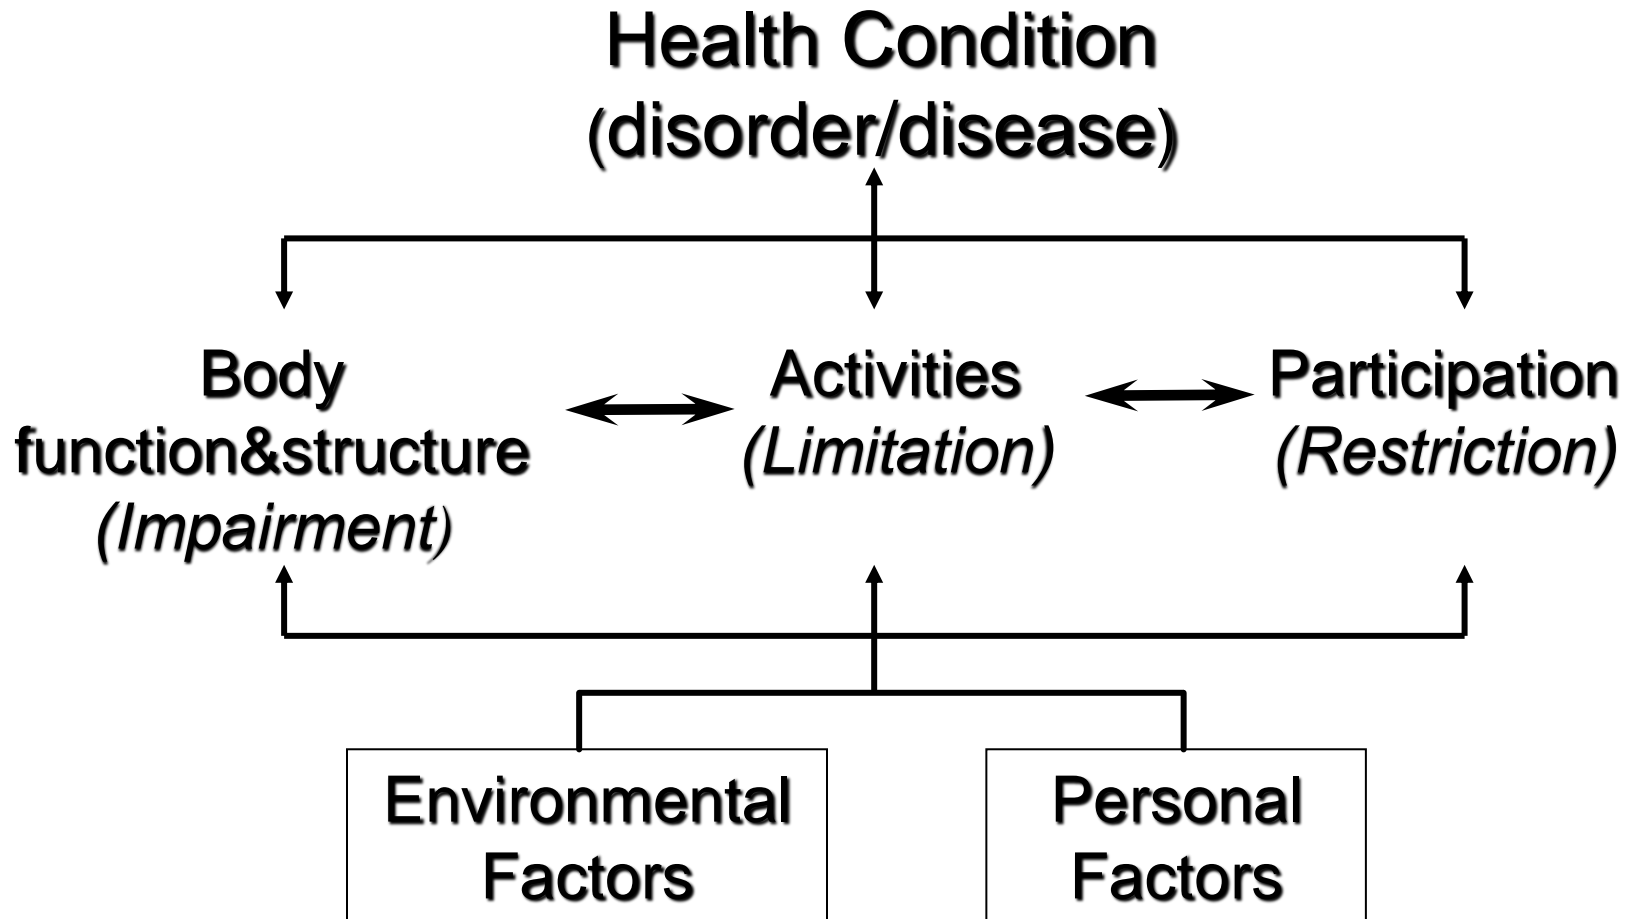 Health Condition
(disorder/disease)
Body
function&structure
(Impairment)
Activities
(Limitation)
Participation
(Restriction)
Environmental
Factors
Personal
Factors